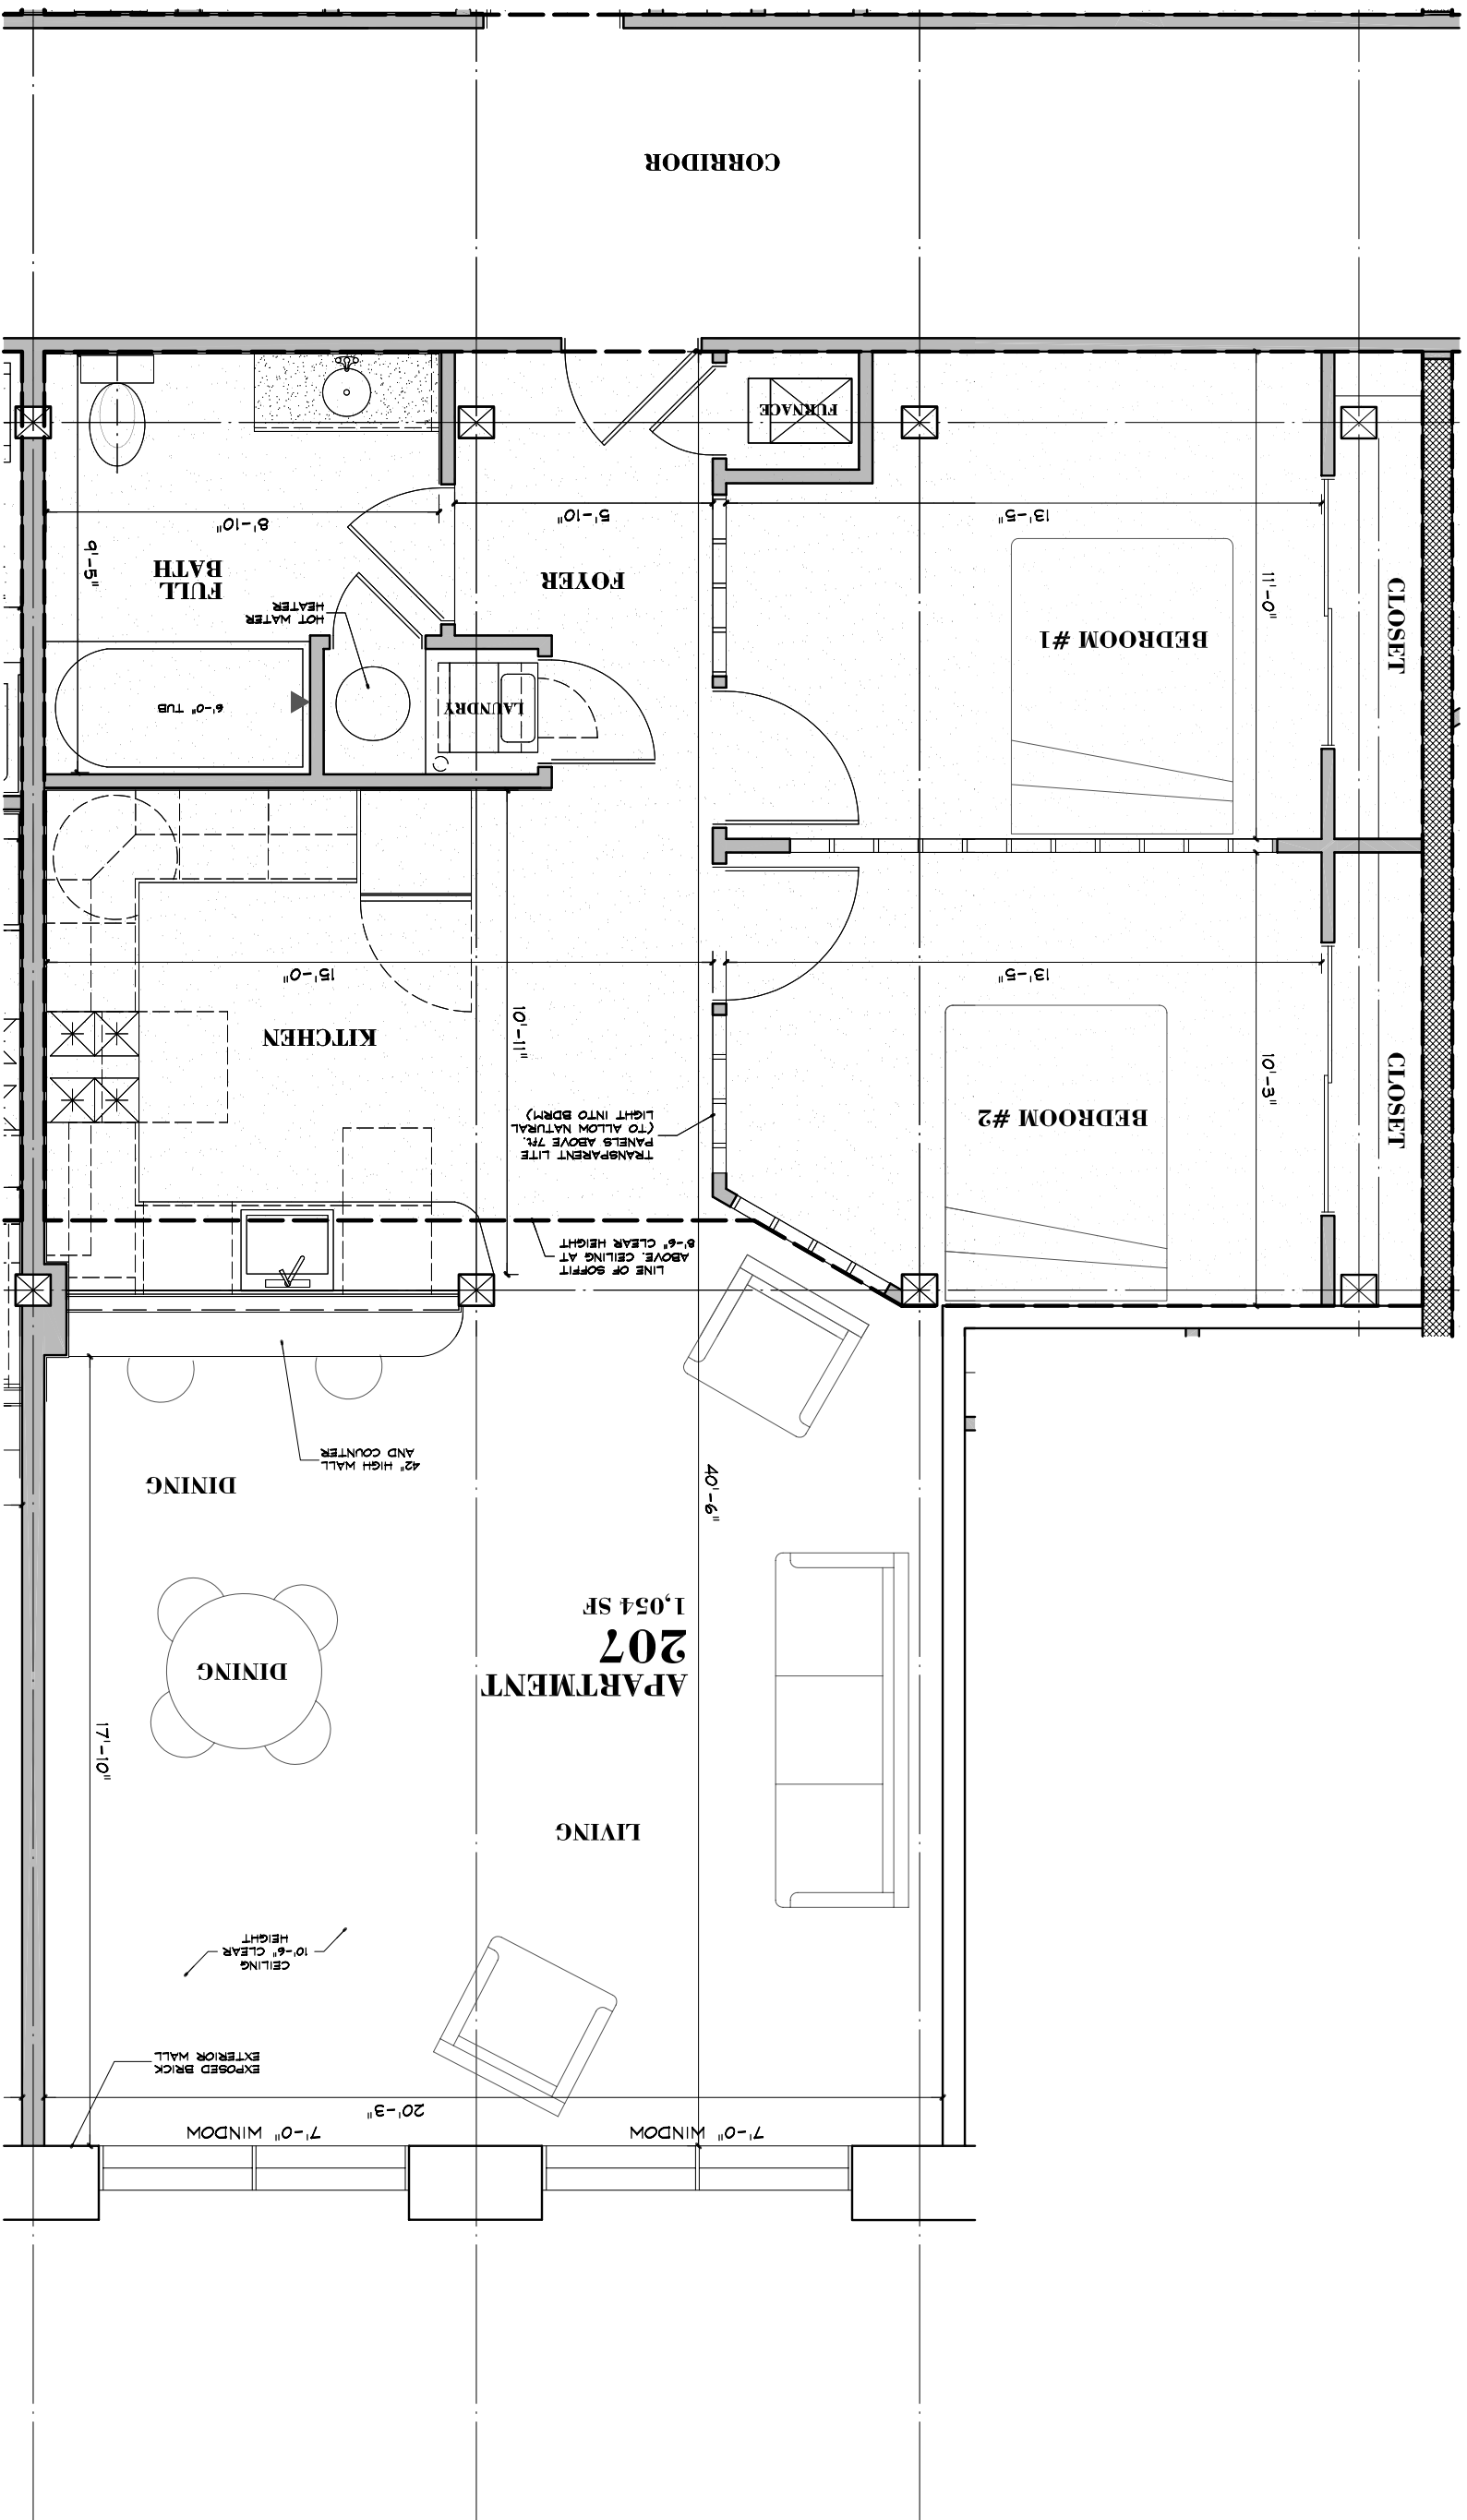 EXPOSED BRICK
EXTERIOR WALL
7'-0" WINDOW
7'-0" WINDOW
20'-3"
CEILING
10'-6" CLEAR
HEIGHT
LIVING
17'-10"
DINING
APARTMENT
207
1,054 SF
DINING
40'-6"
42" HIGH WALL
AND COUNTER
LINE OF SOFFIT
ABOVE. CEILING AT
8'-6" CLEAR HEIGHT
TRANSPARENT LITE
PANELS ABOVE 7ft.
(TO ALLOW NATURAL
LIGHT INTO BDRM)
BEDROOM #2
CLOSET
10'-3"
13'-5"
KITCHEN
10'-11"
15'-0"
6'-0" TUB
LAUNDRY
HOT WATER
HEATER
BEDROOM #1
CLOSET
11'-0"
13'-5"
FOYER
5'-10"
FULL
BATH
9'-5"
8'-10"
FURNACE
CORRIDOR